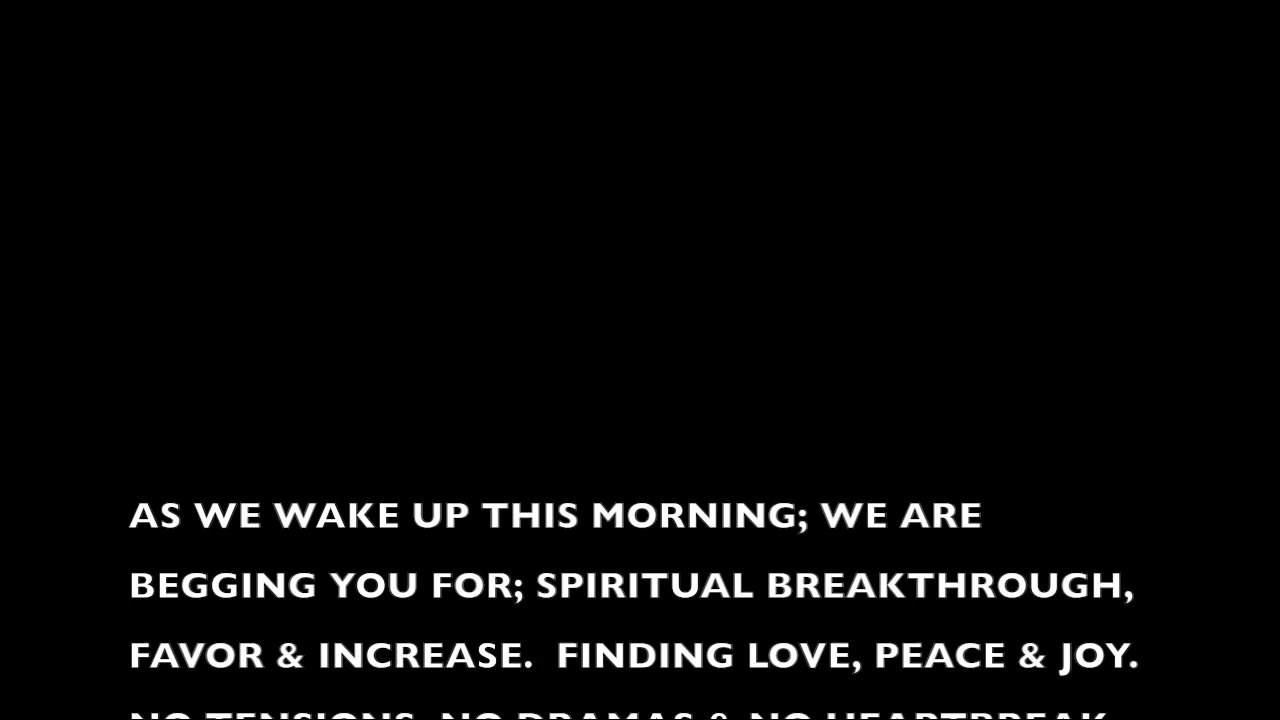 AS WE WAKE UP THIS MORNING; WE ARE
BEGGING YOU FOR; SPIRITUAL BREAKTHROUGH,
FAVOR & INCREASE.  FINDING LOVE, PEACE & JOY.
NO TENSIONS, NO DRAMAS & NO HEARTBREAK